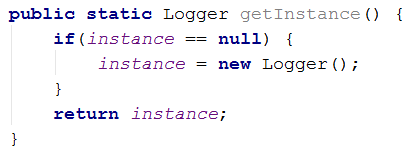 public static Logger getInstance() {
    if(instance == null) {
        instance = new Logger();
    }
    return instance;
}